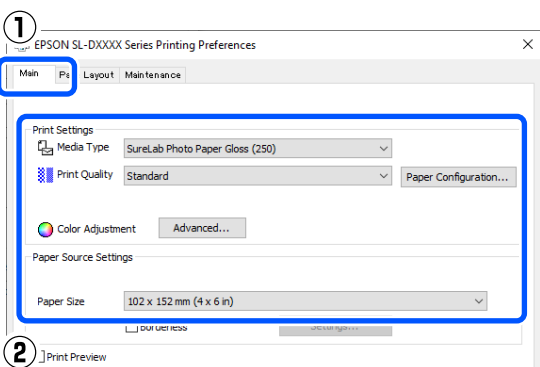 1
EPSON SL-DXXXX Series Printing Preferences
Main Pa Layout Maintenance
Print Settings
Media Type SureLab Photo Paper Gloss (250)
Print Quality Standard Paper Configuration...
Color Adjustment Advanced...
Paper Source Settings
Paper Size 102 x 152 mm (4 x 6 in)
Borderless Settings...
2
Print Preview